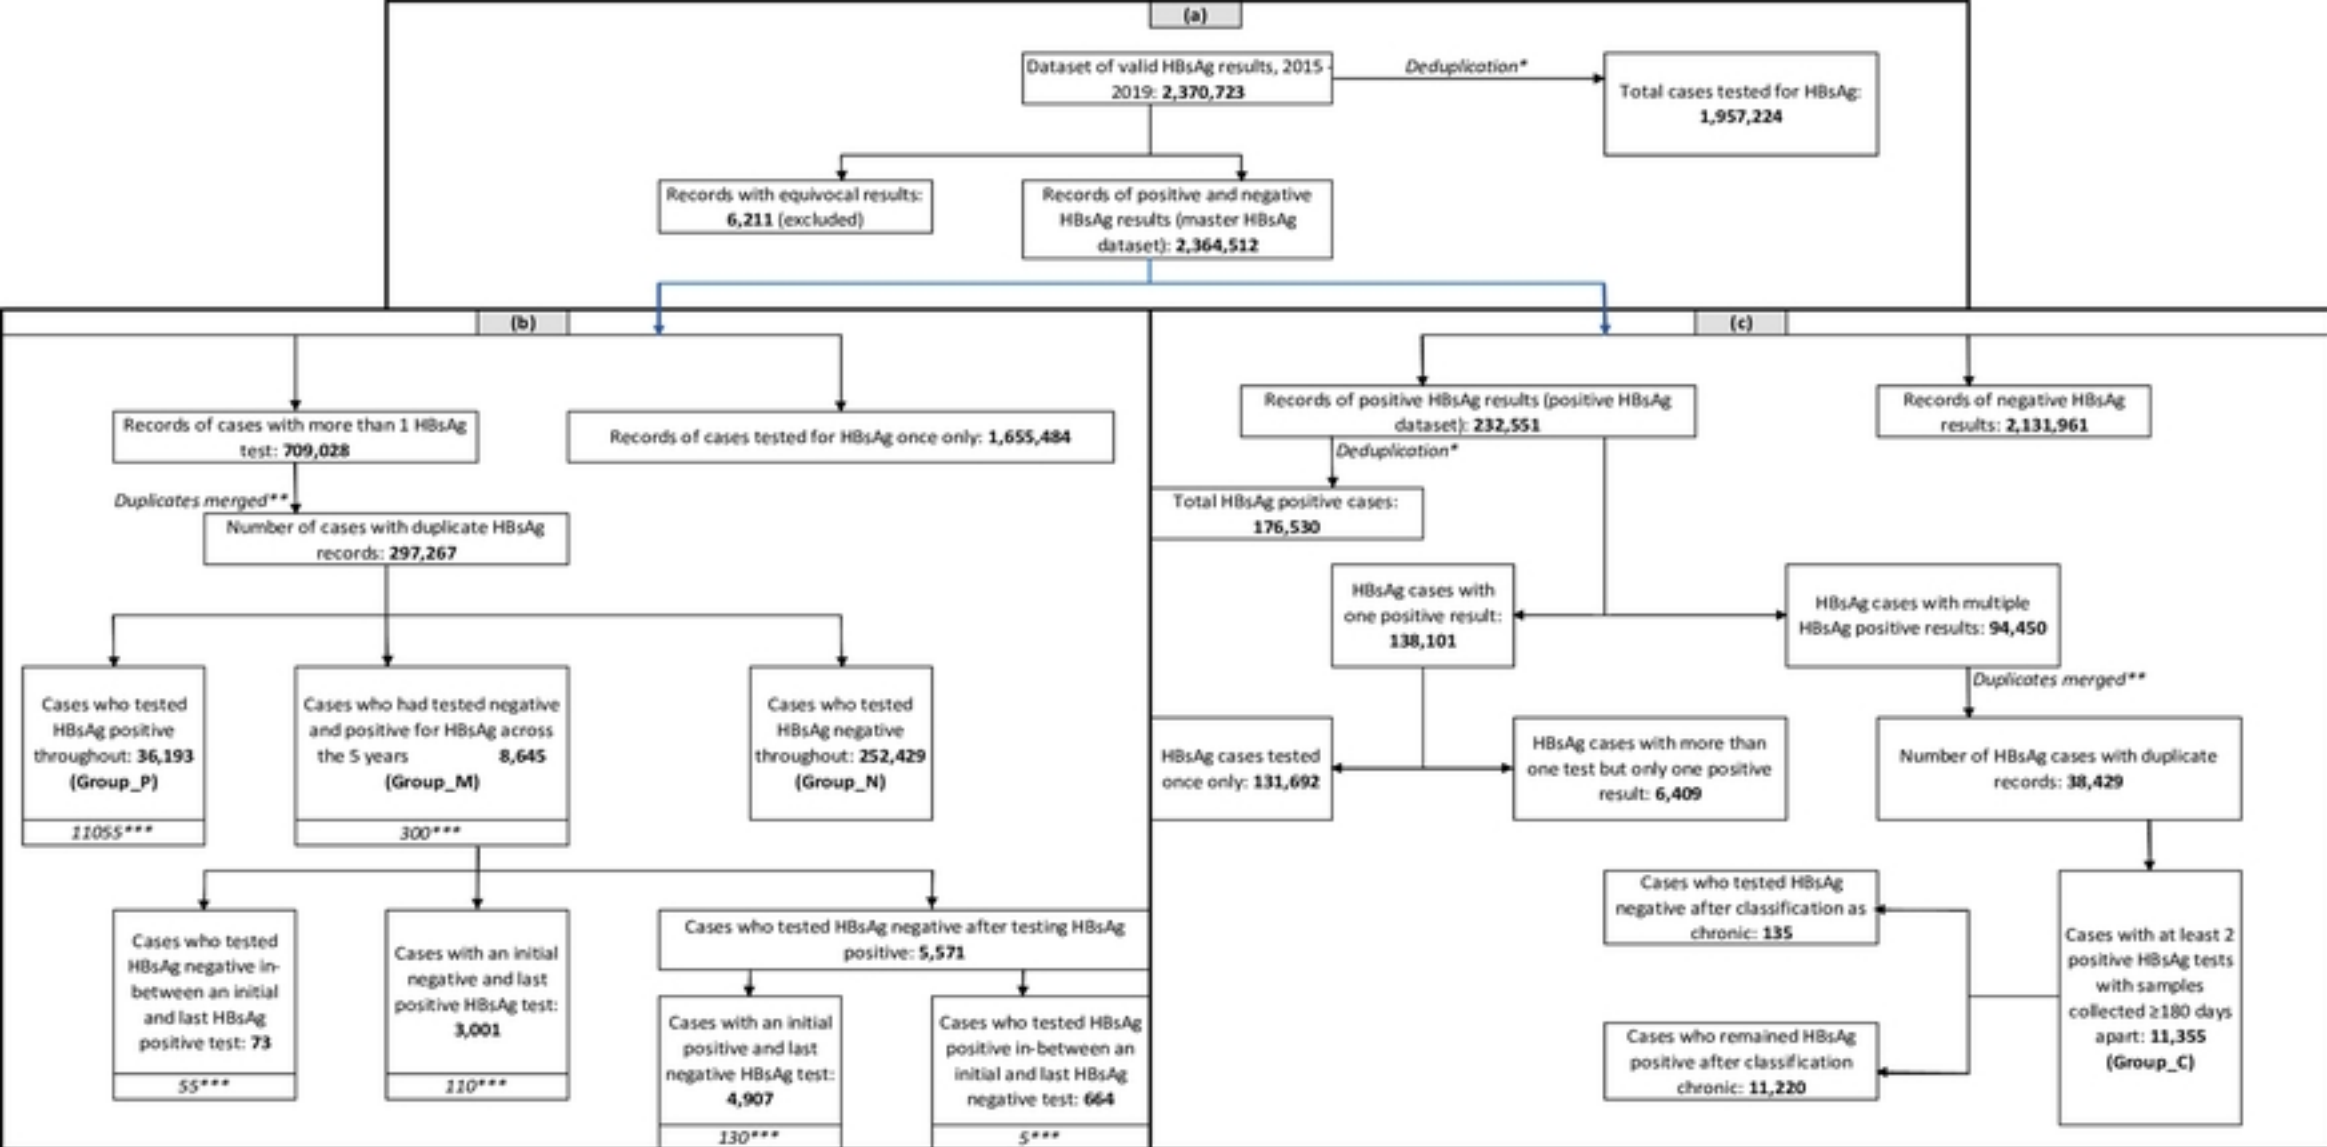 (a)
Dataset of valid HBsAg results, 2015 -
2019: 2,370,723
Deduplication*
Total cases tested for HBsAg:
1,957,224
Records with equivocal results:
6,211 (excluded)
Records of positive and negative
HBsAg results (master HBsAg
dataset): 2,364,512
(b)
Records of cases with more than 1 HBsAg
test: 709,028
Records of cases tested for HBsAg once only: 1,655,484
Duplicates merged**
Number of cases with duplicate HBsAg
records: 297,267
Cases who tested
HBsAg positive
throughout: 36,193
(Group_P)
11055***
Cases who had tested negative
and positive for HBsAg across
the 5 years 8,645
(Group_M)
300***
Cases who tested
HBsAg negative
throughout: 252,429
(Group_N)
Cases who tested
HBsAg negative in-
between an initial
and last HBsAg
positive test: 73
55***
Cases with an initial
negative and last
positive HBsAg test:
3,001
110***
Cases who tested HBsAg negative after testing HBsAg
positive: 5,571
Cases with an initial
positive and last
negative HBsAg test:
4,907
130***
Cases who tested HBsAg
positive in-between an
initial and last HBsAg
negative test: 664
5***
(c)
Records of positive HBsAg results (positive HBsAg
dataset): 232,551
Records of negative HBsAg
results: 2,131,961
Deduplication*
Total HBsAg positive cases:
176,530
HBsAg cases with
one positive result:
138,101
HBsAg cases with multiple
HBsAg positive results: 94,450
Duplicates merged**
HBsAg cases tested
once only: 131,692
HBsAg cases with more than
one test but only one positive
result: 6,409
Number of HBsAg cases with duplicate
records: 38,429
Cases who tested HBsAg
negative after classification as
chronic: 135
Cases with at least 2
positive HBsAg tests
with samples
collected ≥180 days
apart: 11,355
(Group_C)
Cases who remained HBsAg
positive after classification
chronic: 11,220